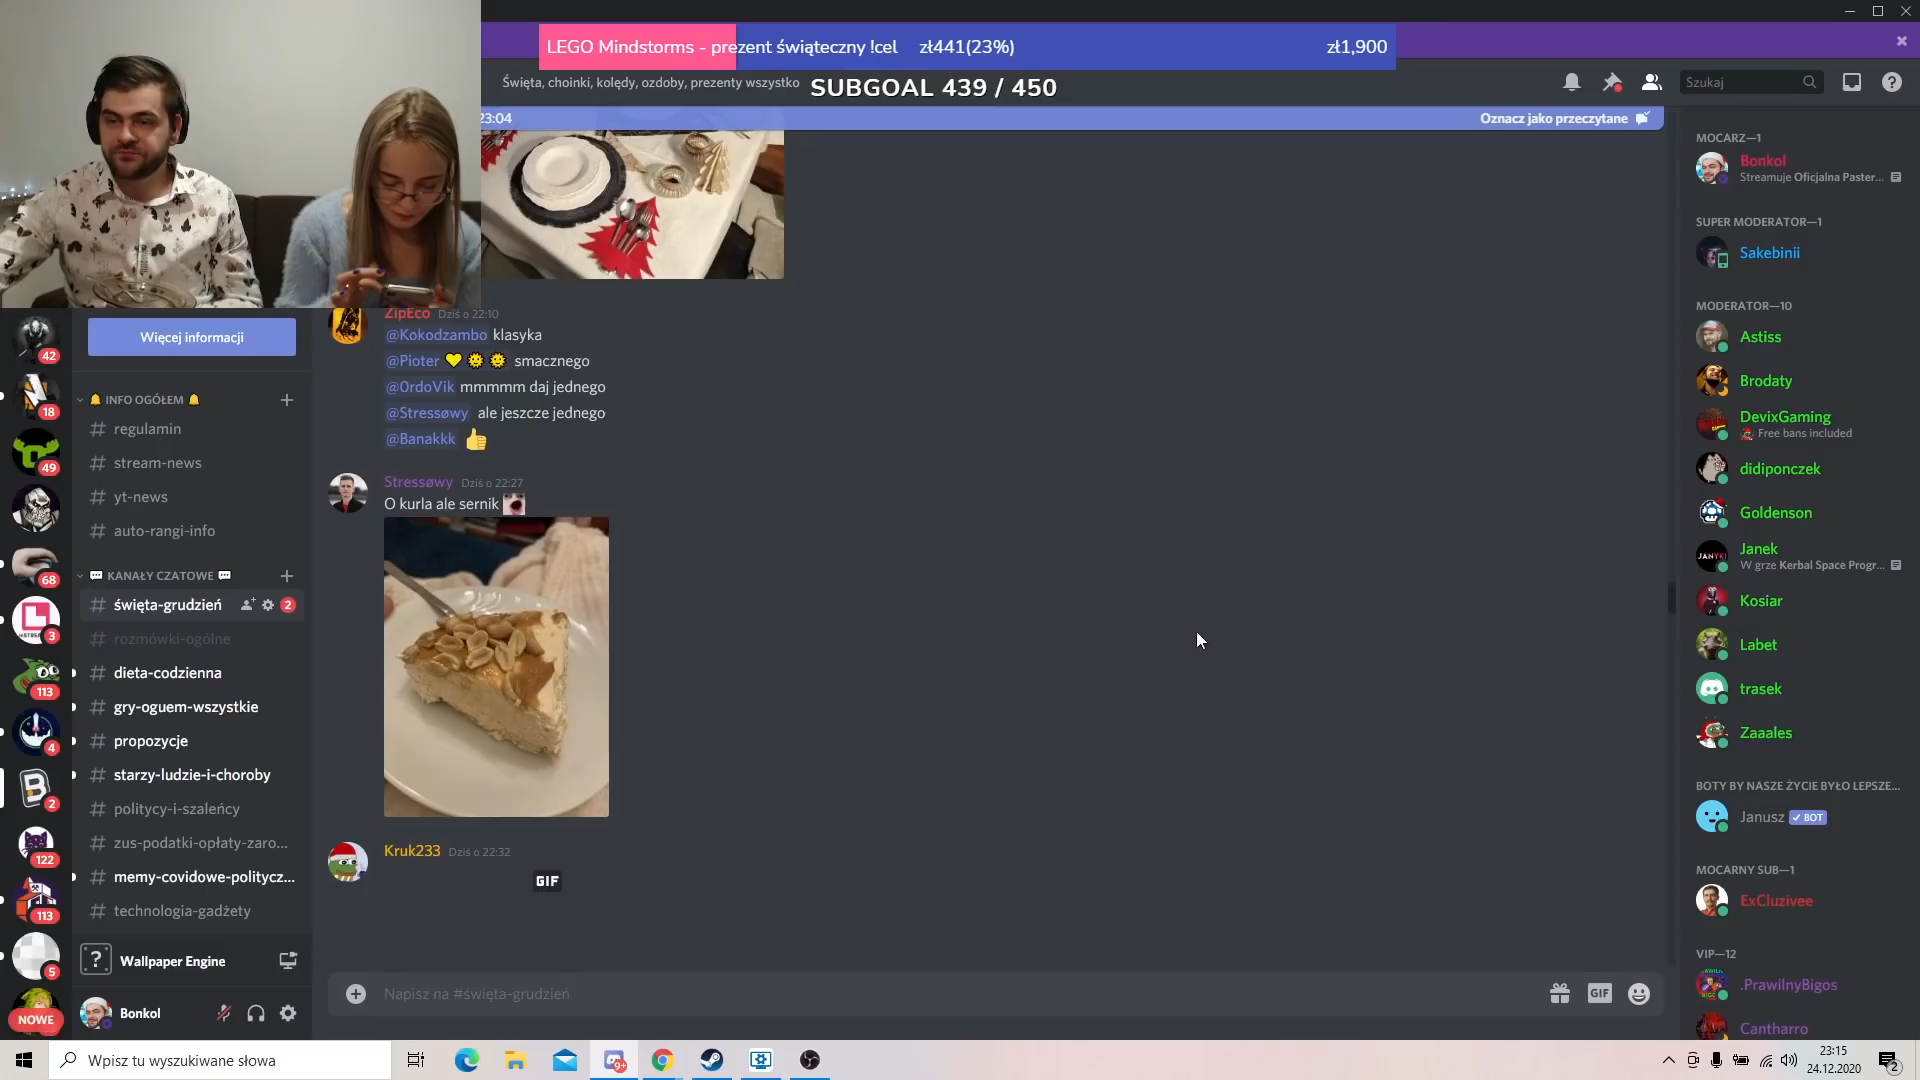 LEGO Mindstorms - prezent świąteczny !cel zł441(23%) zł1,900
Święta, choinki, kolędy, ozdoby, prezenty wszystko
SUBGOAL 439 / 450
Szukaj
23:04
Oznacz jako przeczytane
ZipEco Dziś o 22:10
@Kokodzambo klasyka
@Pioter 💛🌞🌞 smacznego
@0rdoVik mmmmm daj jednego
@Stressøwy ale jeszcze jednego
@Banakkk 👍
Stressøwy Dziś o 22:27
O kurla ale sernik
Kruk233 Dziś o 22:32
GIF
Napisz na #święta-grudzień
GIF
42
18
49
68
3
113
4
2
122
113
5
NOWE
Więcej informacji
🔔 INFO OGÓŁEM 🔔
regulamin
stream-news
yt-news
auto-rangi-info
💬 KANAŁY CZATOWE 💬
święta-grudzień 2
rozmówki-ogólne
dieta-codzienna
gry-oguem-wszystkie
propozycje
starzy-ludzie-i-choroby
politycy-i-szaleńcy
zus-podatki-opłaty-zaro...
memy-covidowe-politycz...
technologia-gadżety
Wallpaper Engine
Bonkol
MOCARZ—1
Bonkol
Streamuje Oficjalna Paster...
SUPER MODERATOR—1
Sakebinii
MODERATOR—10
Astiss
Brodaty
DevixGaming
Free bans included
didiponczek
Goldenson
JANYK!
Janek
W grze Kerbal Space Progr...
Kosiar
Labet
trasek
Zaaales
BOTY BY NASZE ŻYCIE BYŁO LEPSZE...
Janusz ✓ BOT
MOCARNY SUB—1
ExCluzivee
VIP—12
.PrawilnyBigos
Cantharro
Wpisz tu wyszukiwane słowa
9+
23:15
24.12.2020
2